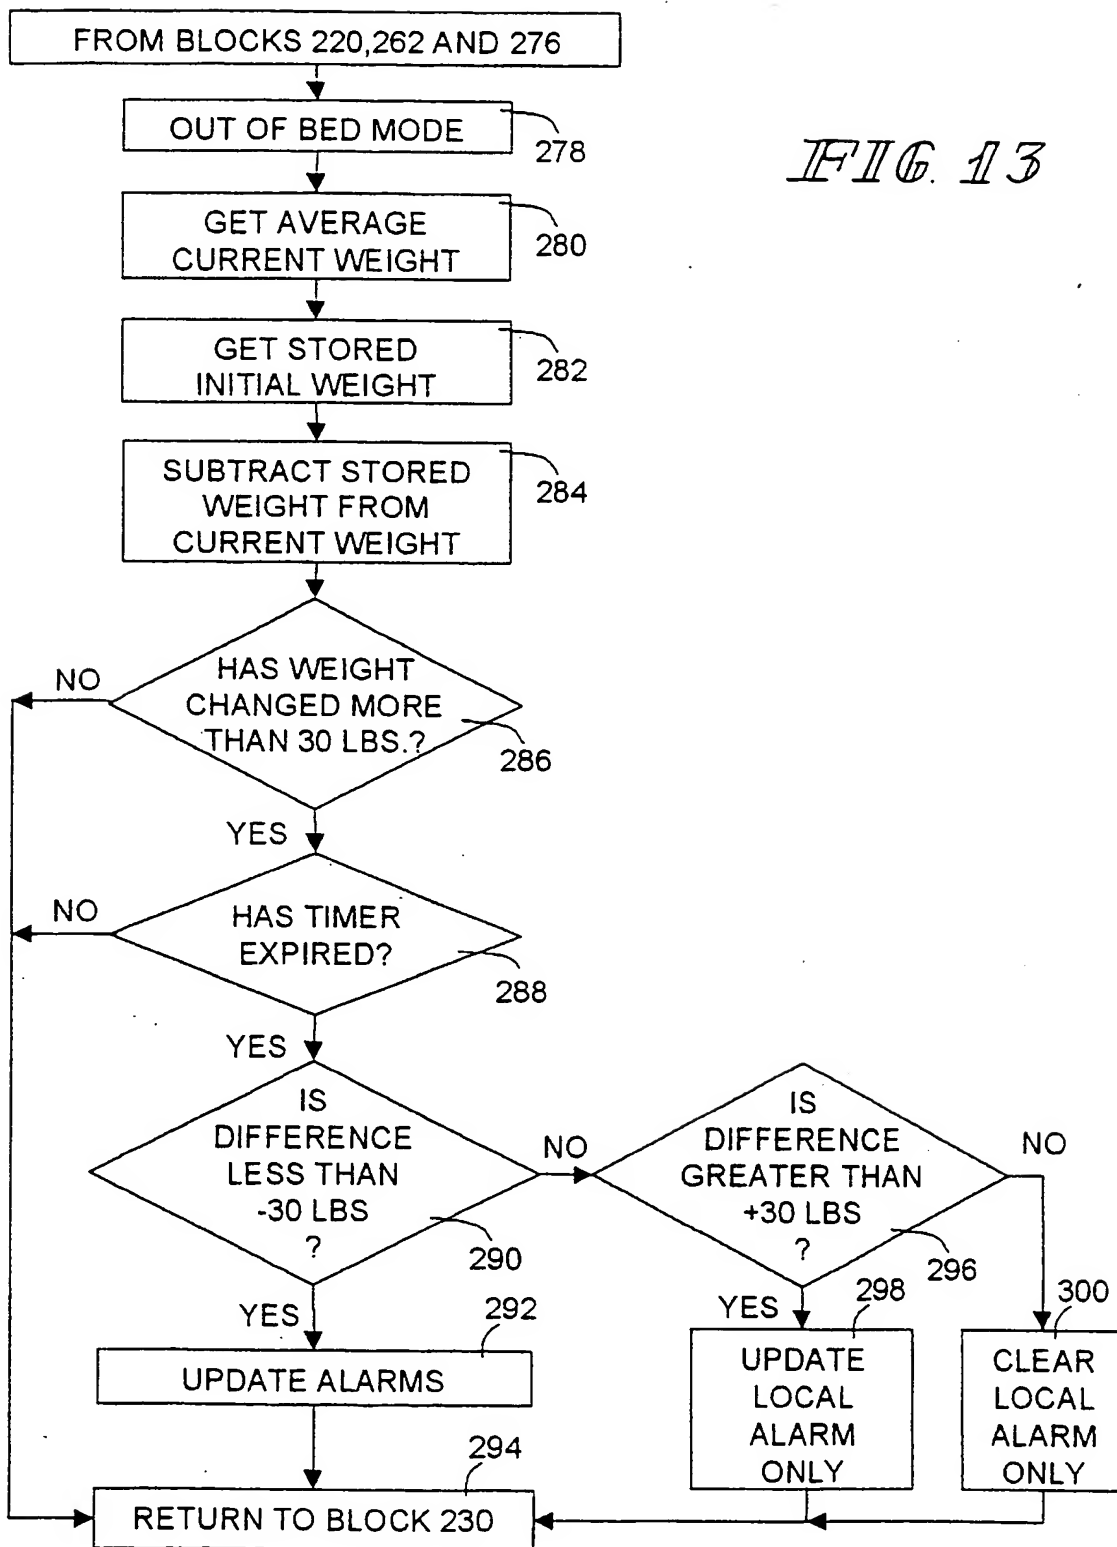 FROM BLOCKS 220,262 AND 276
OUT OF BED MODE
278
FIG. 13
GET AVERAGE
CURRENT WEIGHT
280
GET STORED
INITIAL WEIGHT
282
SUBTRACT STORED
WEIGHT FROM
CURRENT WEIGHT
284
NO
HAS WEIGHT
CHANGED MORE
THAN 30 LBS.?
286
YES
NO
HAS TIMER
EXPIRED?
288
YES
IS
DIFFERENCE
LESS THAN
-30 LBS
?
290
NO
IS
DIFFERENCE
GREATER THAN
+30 LBS
?
296
NO
YES
292
UPDATE ALARMS
YES
298
UPDATE
LOCAL
ALARM
ONLY
300
CLEAR
LOCAL
ALARM
ONLY
294
RETURN TO BLOCK 230